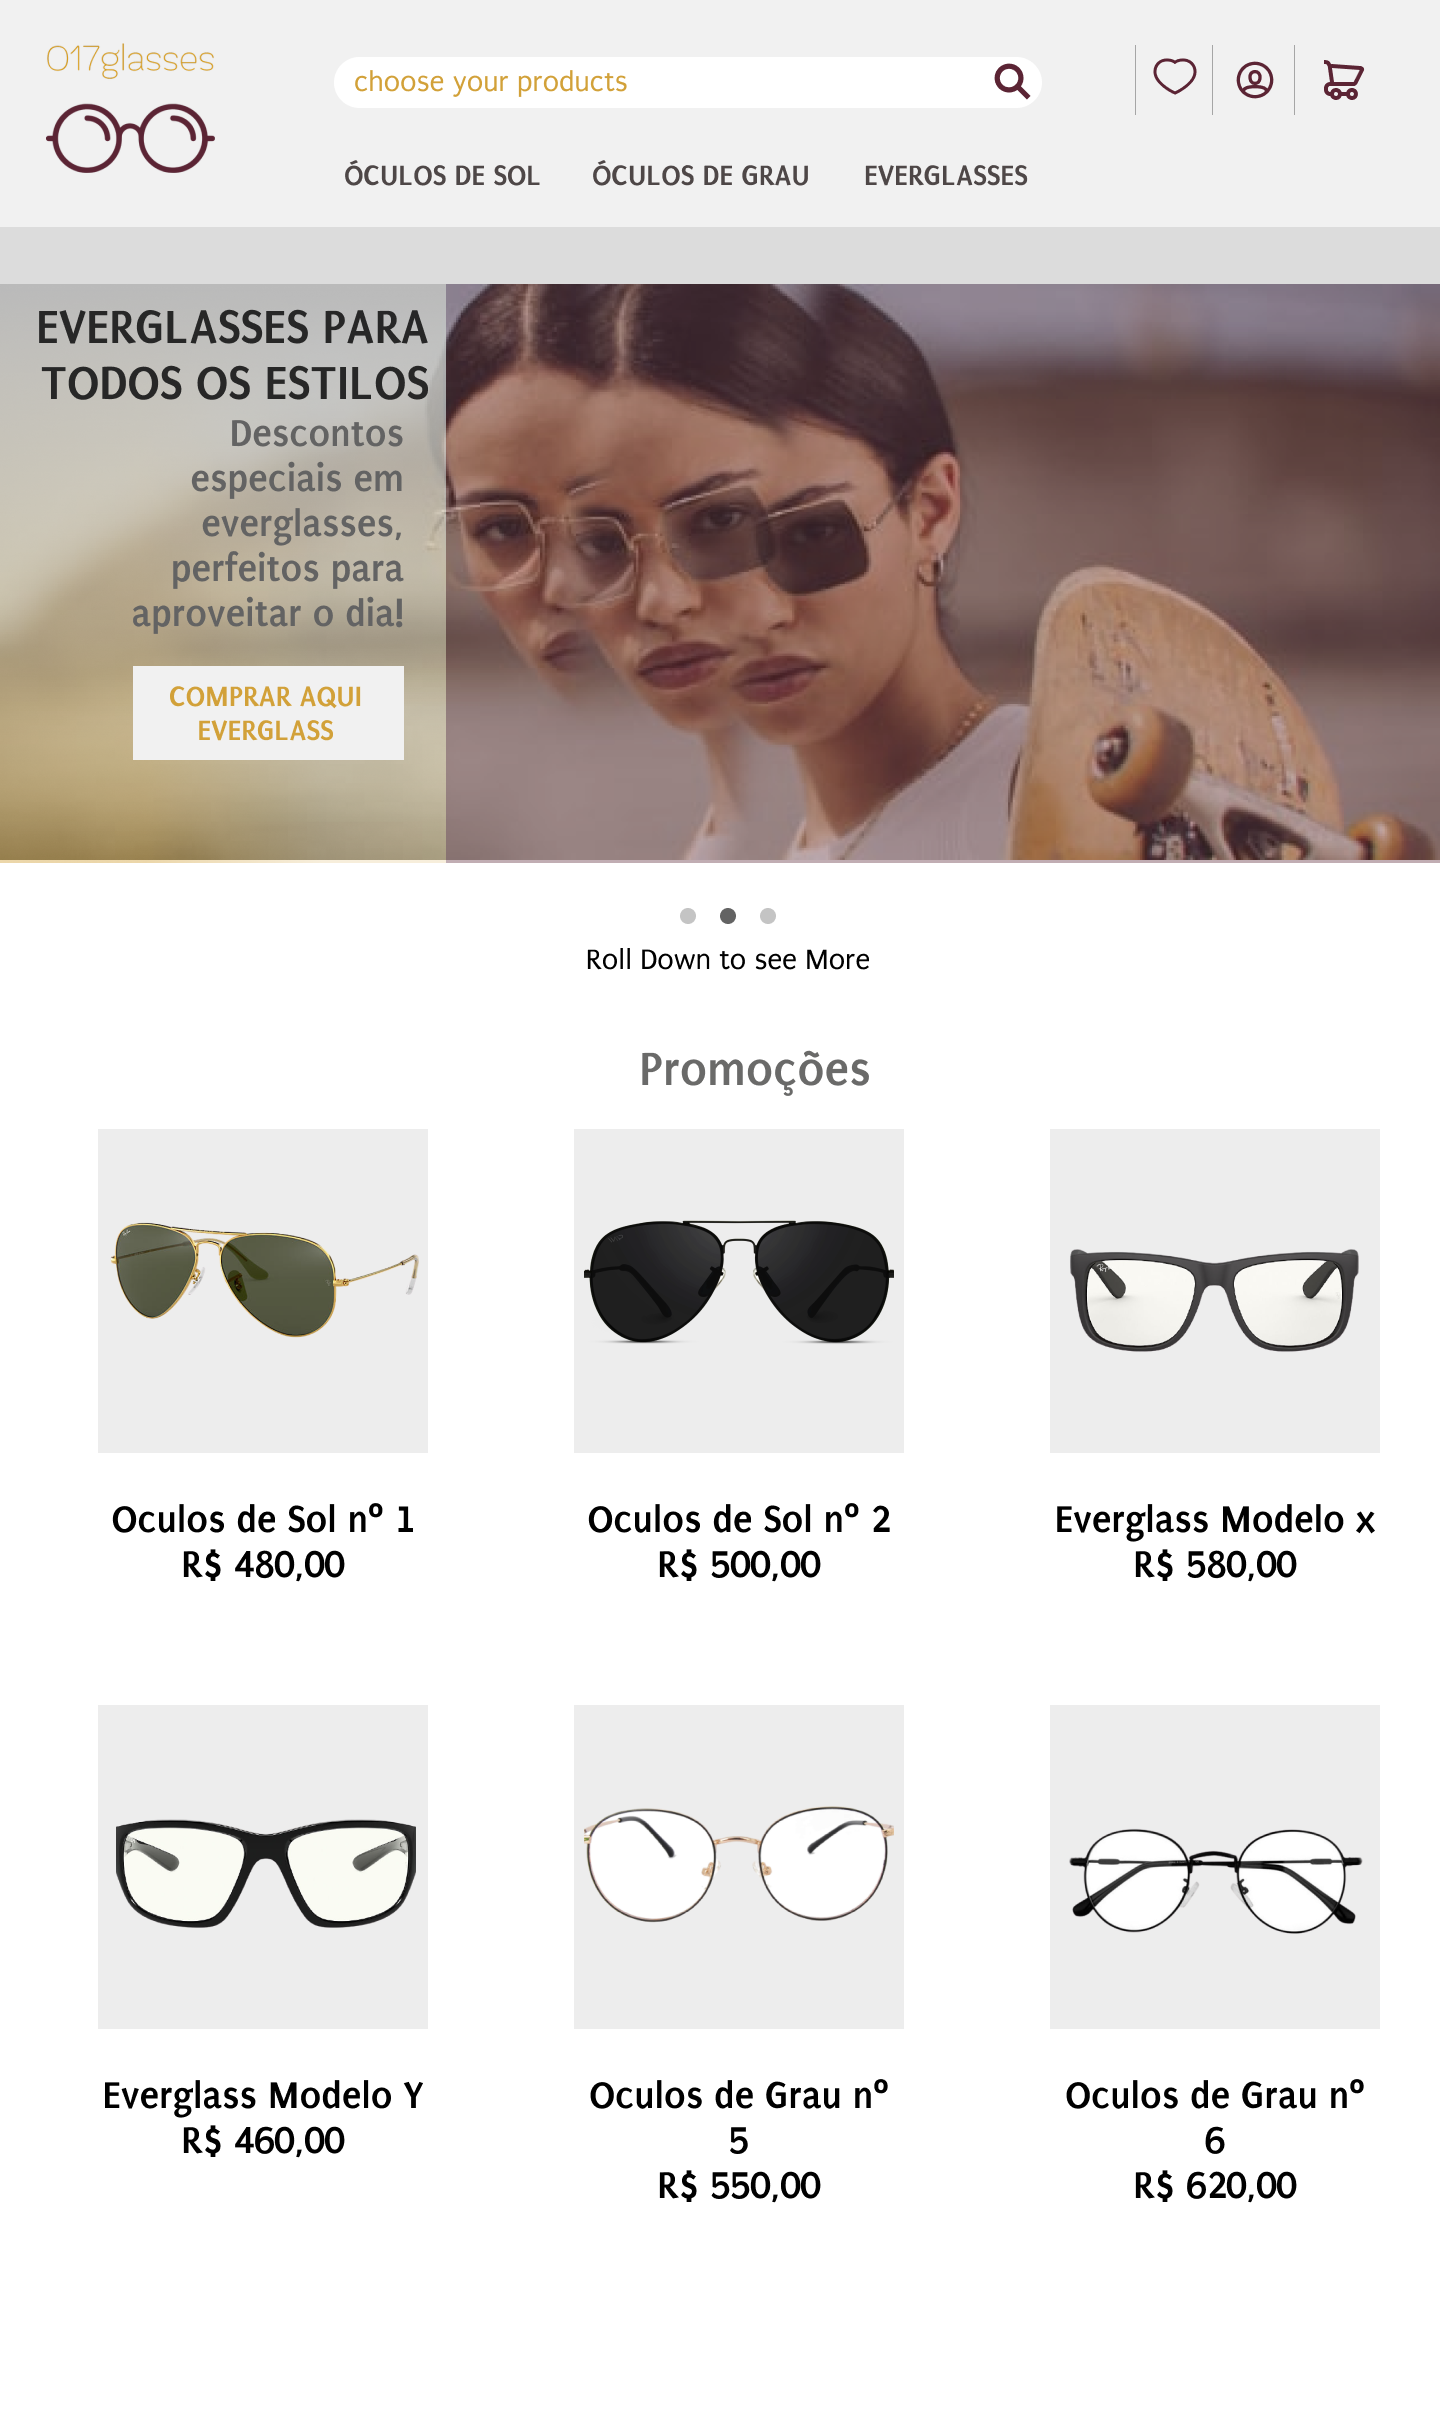 017glasses
choose your products
ÓCULOS DE SOL
ÓCULOS DE GRAU
EVERGLASSES
EVERGLASSES PARA
TODOS OS ESTILOS
Descontos
especiais em
everglasses,
perfeitos para
aproveitar o dia!
COMPRAR AQUI
EVERGLASS
Roll Down to see More
Promoções
Oculos de Sol nº 1
R$ 480,00
Oculos de Sol nº 2
R$ 500,00
Everglass Modelo x
R$ 580,00
Everglass Modelo Y
R$ 460,00
Oculos de Grau nº
5
R$ 550,00
Oculos de Grau nº
6
R$ 620,00